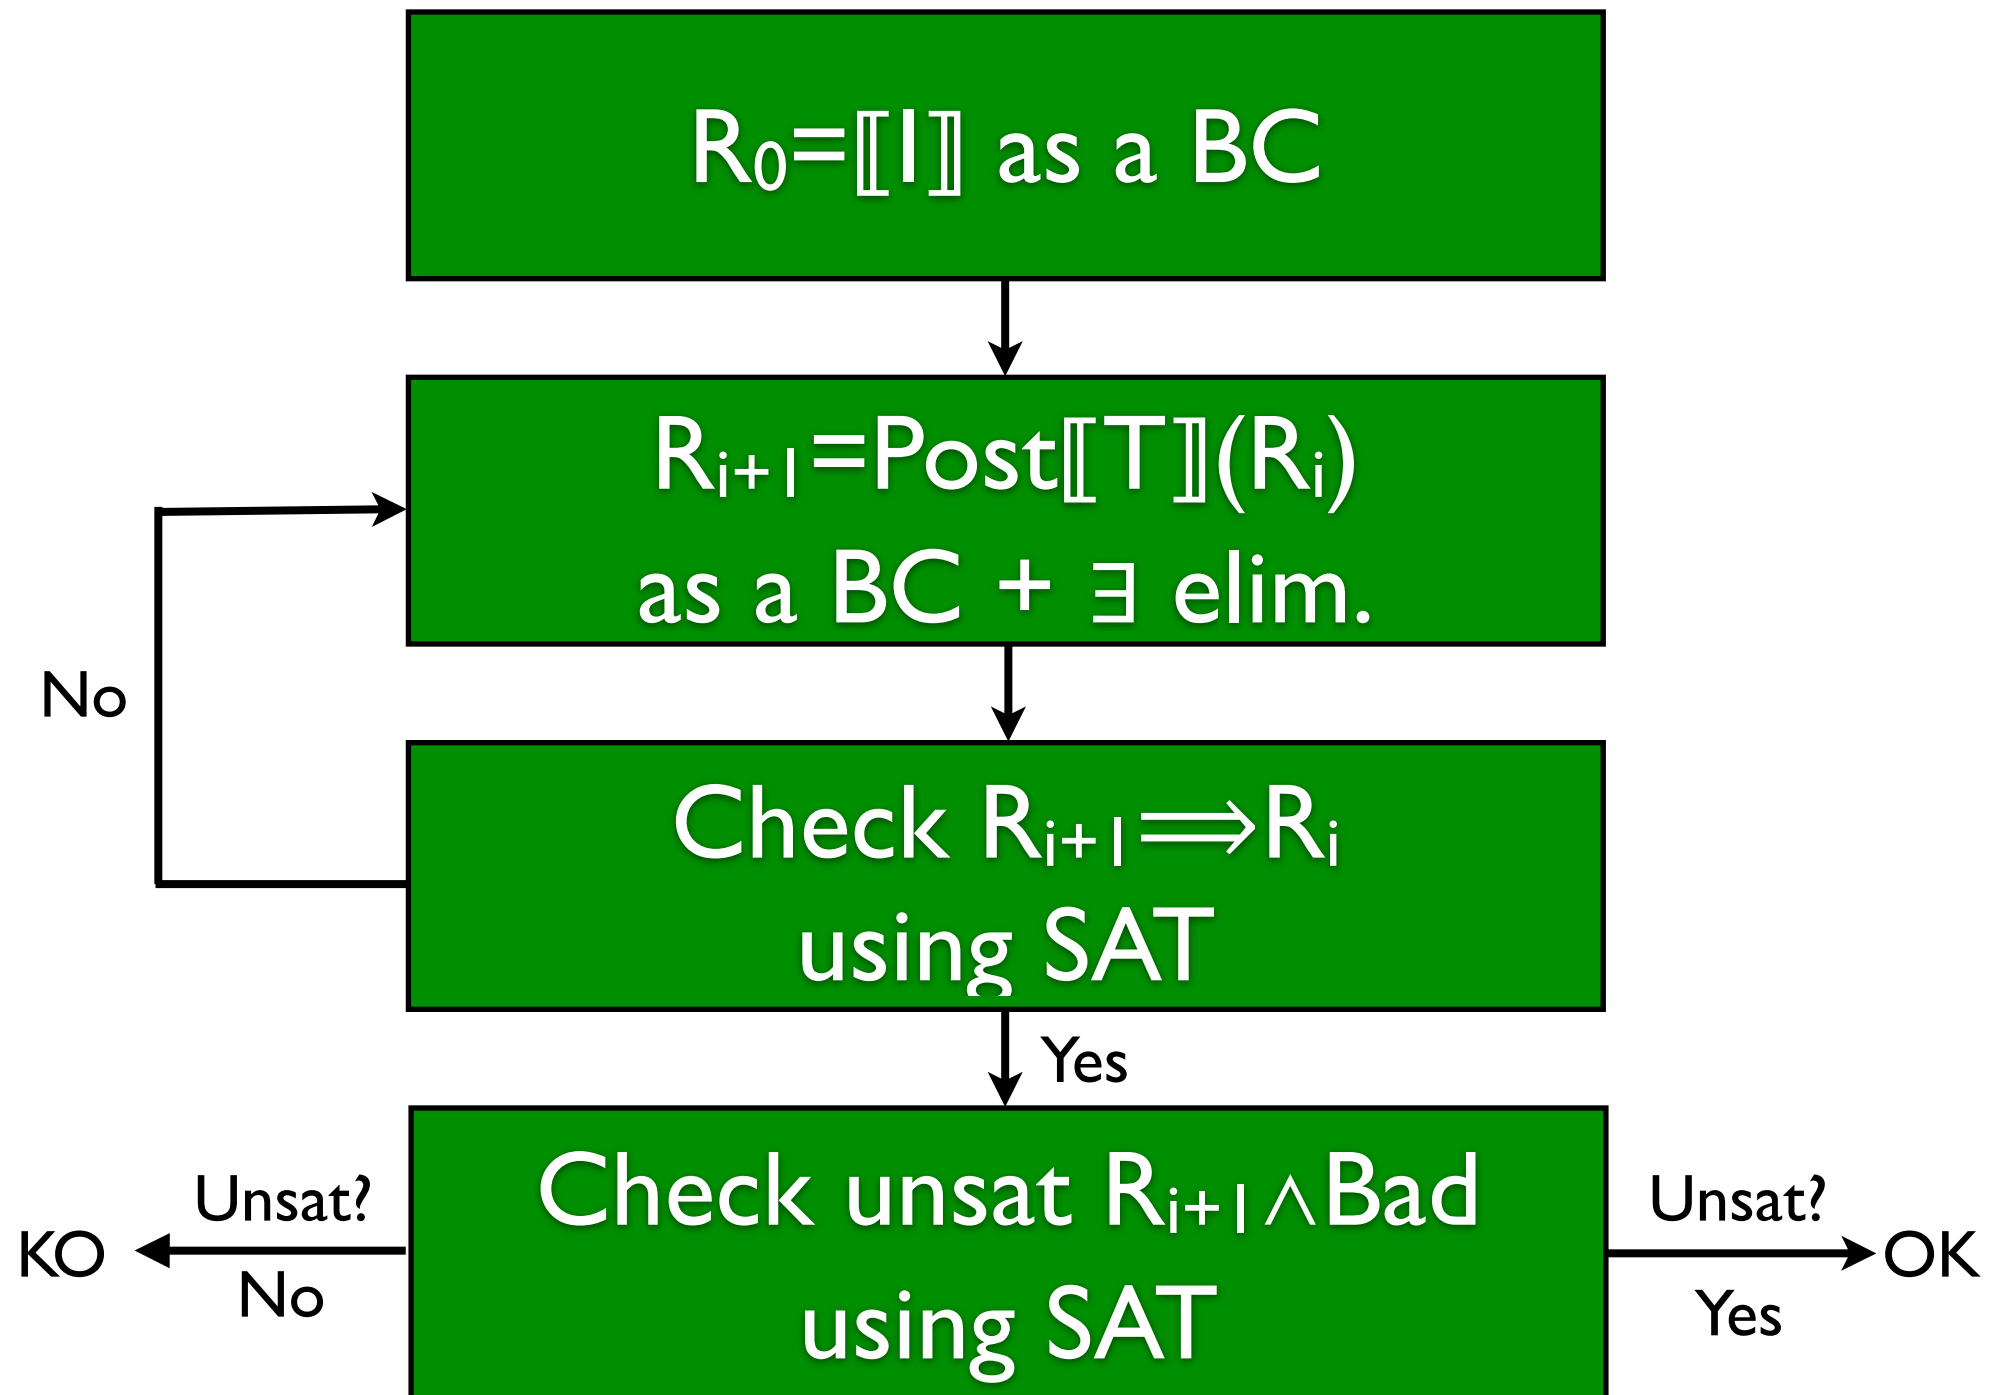 R₀=⟦I⟧ as a BC
Rᵢ₊₁=Post⟦T⟧(Rᵢ)
as a BC + ∃ elim.
No
Check Rᵢ₊₁⟹Rᵢ
using SAT
Yes
Check unsat Rᵢ₊₁∧Bad
using SAT
Unsat?
KO
No
Unsat?
OK
Yes